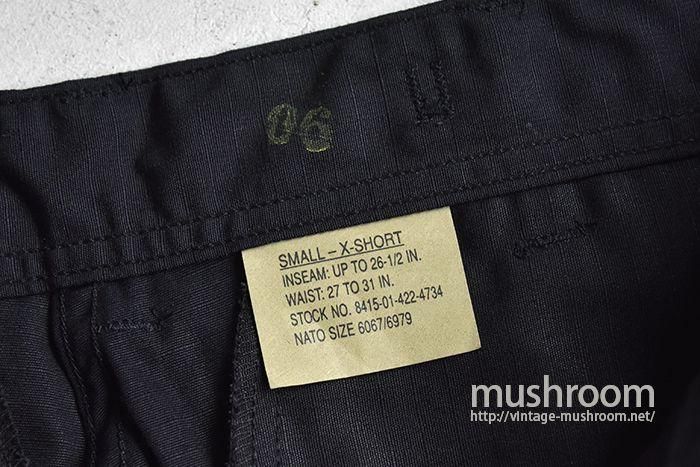 06
SMALL – X-SHORT
INSEAM: UP TO 26-1/2 IN.
WAIST: 27 TO 31 IN.
STOCK NO. 8415-01-422-4734
NATO SIZE 6067/6979
mushroom
http://vintage-mushroom.net/